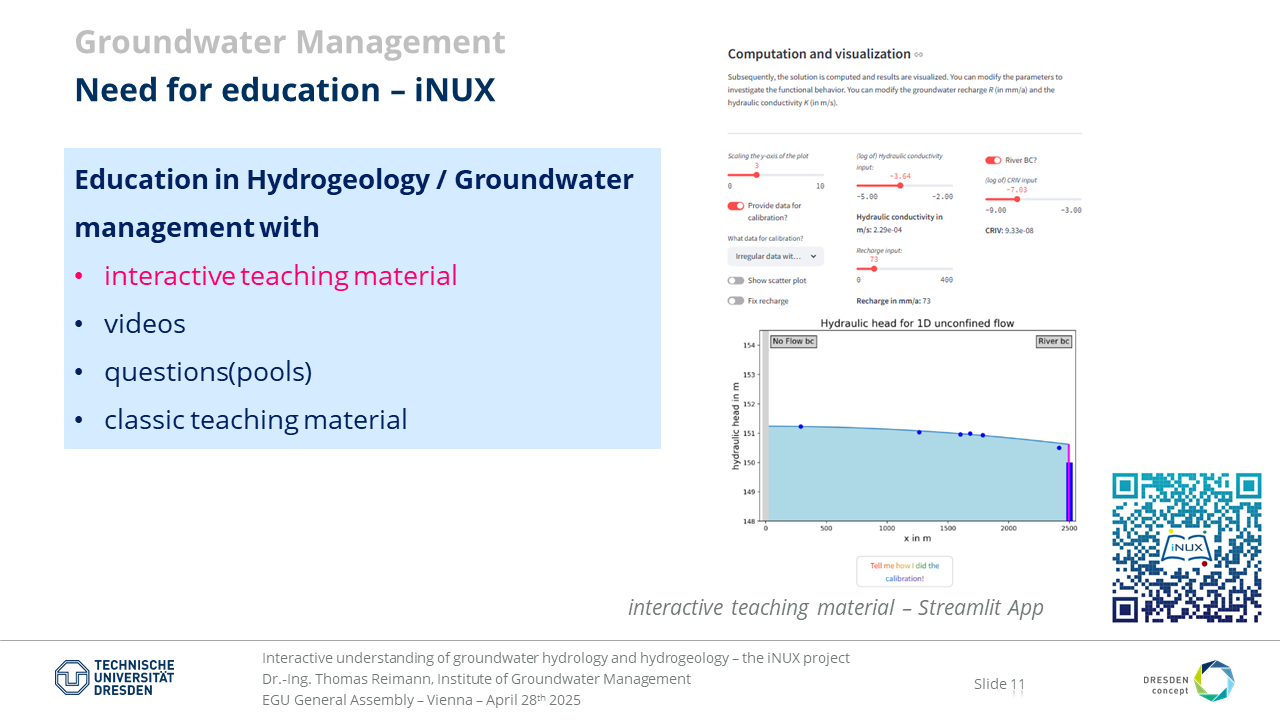 Groundwater Management
Need for education – iNUX
Education in Hydrogeology / Groundwater
management with
• interactive teaching material
• videos
• questions(pools)
• classic teaching material
Computation and visualization
Subsequently, the solution is computed and results are visualized. You can modify the parameters to
investigate the functional behavior. You can modify the groundwater recharge R (in mm/a) and the
hydraulic conductivity K (in m/s).
Scaling the y-axis of the plot
3
0 10
Provide data for
calibration?
What data for calibration?
Irregular data wit...
Show scatter plot
Fix recharge
(log of) Hydraulic conductivity
input:
-3.64
-5.00 -2.00
Hydraulic conductivity in
m/s: 2.29e-04
Recharge input:
73
0 400
Recharge in mm/a: 73
River BC?
(log of) CRIV input
-7.03
-9.00 -3.00
CRIV: 9.33e-08
Hydraulic head for 1D unconfined flow
No Flow bc River bc
hydraulic head in m
154
153
152
151
150
149
148
0 500 1000 1500 2000 2500
x in m
Tell me how I did the
calibration!
iNUX
interactive teaching material – Streamlit App
TECHNISCHE
UNIVERSITÄT
DRESDEN
Interactive understanding of groundwater hydrology and hydrogeology – the iNUX project
Dr.-Ing. Thomas Reimann, Institute of Groundwater Management
EGU General Assembly – Vienna – April 28th 2025
Slide 11
DRESDEN
concept